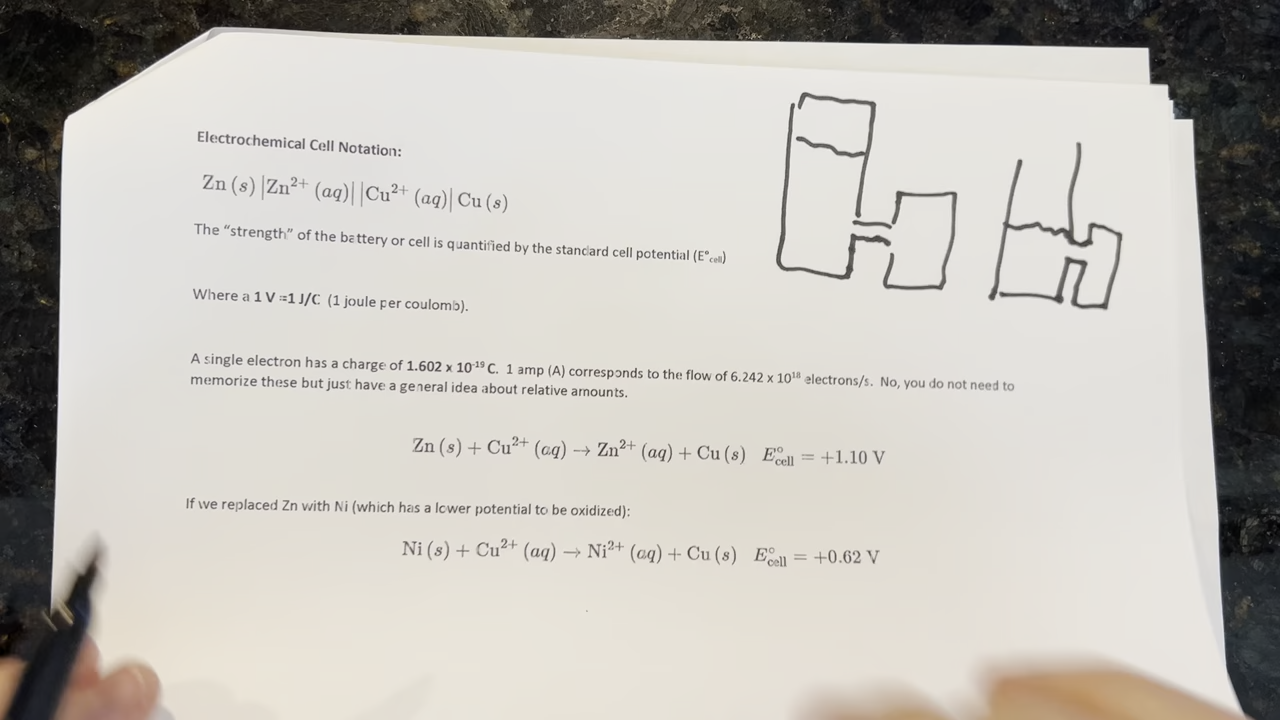 Electrochemical Cell Notation:
Zn (s) |Zn²⁺ (aq)| |Cu²⁺ (aq)| Cu (s)
The “strength” of the battery or cell is quantified by the standard cell potential (E°cell)
Where a 1 V =1 J/C (1 joule per coulomb).
A single electron has a charge of 1.602 x 10⁻¹⁹ C. 1 amp (A) corresponds to the flow of 6.242 x 10¹⁸ electrons/s. No, you do not need to
memorize these but just have a general idea about relative amounts.
Zn (s) + Cu²⁺ (aq) → Zn²⁺ (aq) + Cu (s) E°cell = +1.10 V
If we replaced Zn with Ni (which has a lower potential to be oxidized):
Ni (s) + Cu²⁺ (aq) → Ni²⁺ (aq) + Cu (s) E°cell = +0.62 V